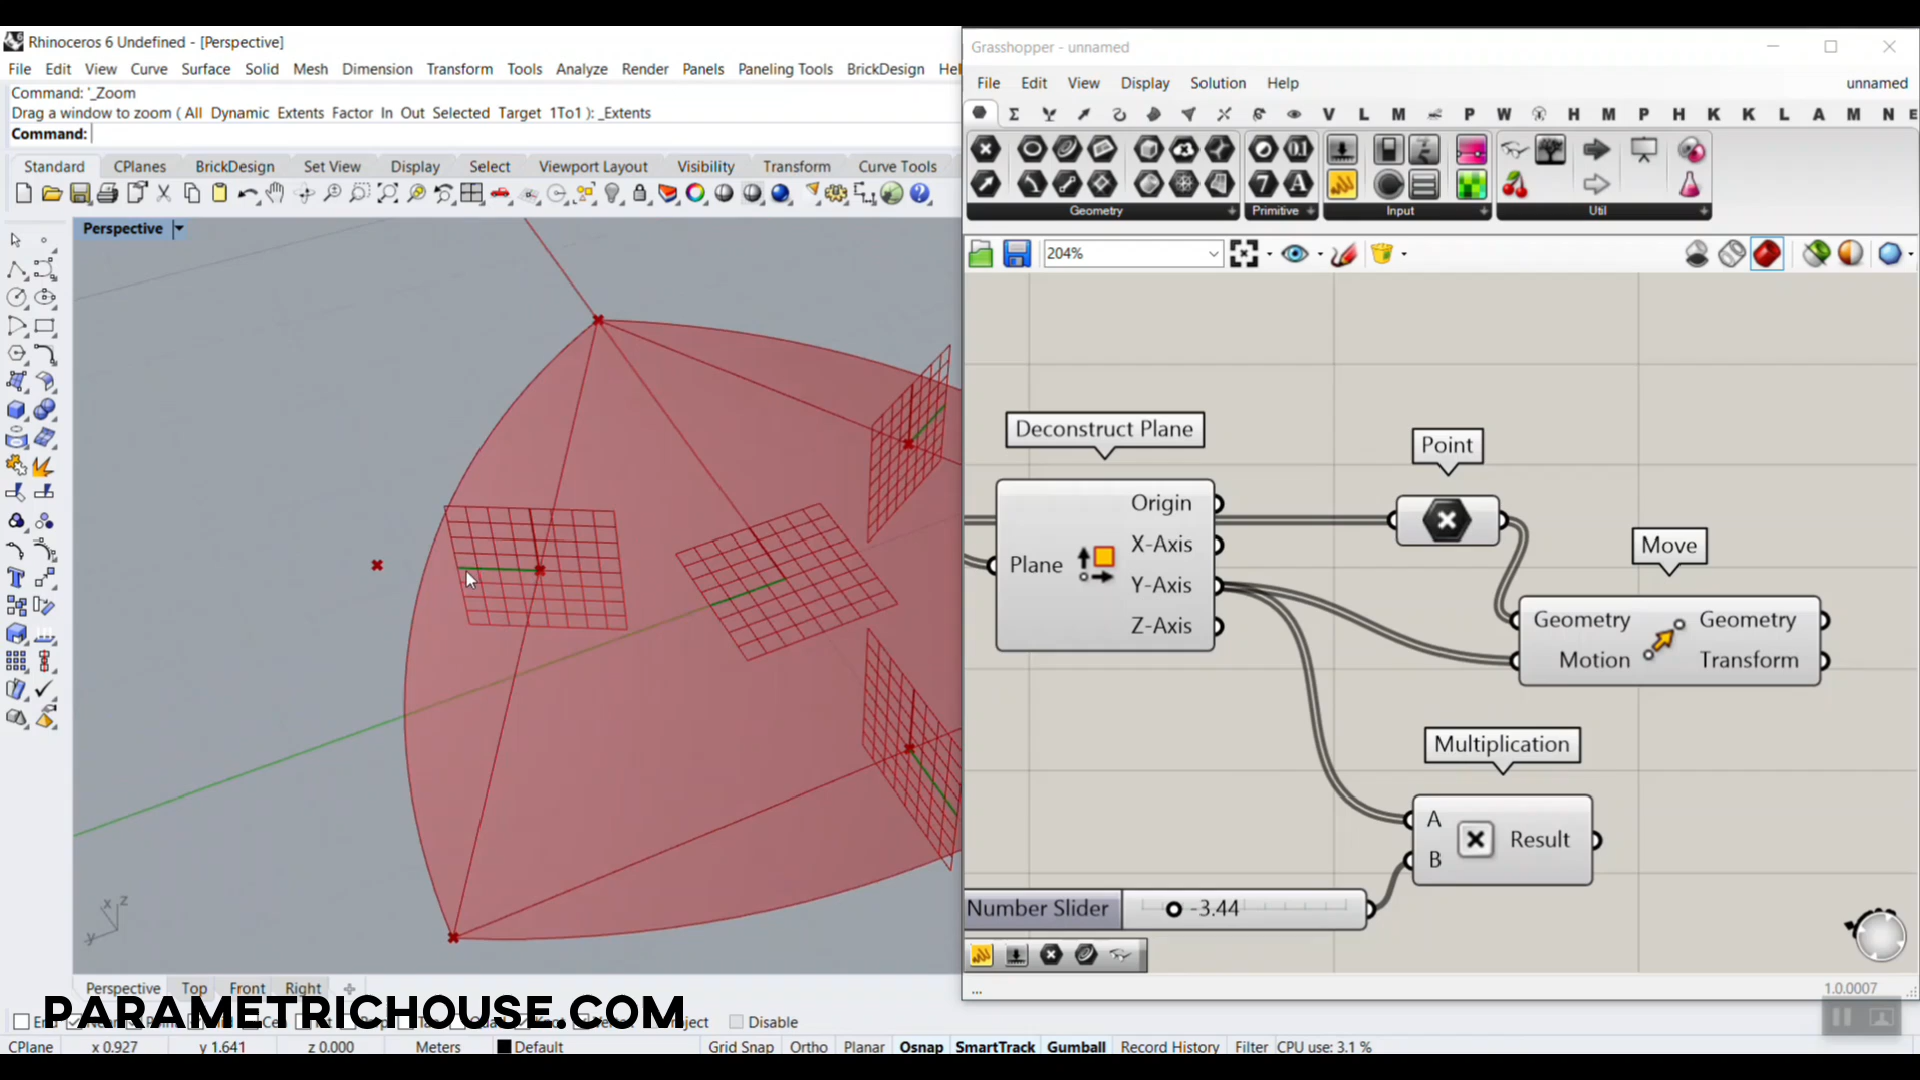 Rhinoceros 6 Undefined - [Perspective]
File Edit View Curve Surface Solid Mesh Dimension Transform Tools Analyze Render Panels Paneling Tools BrickDesign Hel
Command: '_Zoom
Drag a window to zoom ( All Dynamic Extents Factor In Out Selected Target 1To1 ): _Extents
Command:
Standard CPlanes BrickDesign Set View Display Select Viewport Layout Visibility Transform Curve Tools
Perspective
z
x
y
Perspective Top Front Right
PARAMETRICHOUSE.COM
Disable
CPlane x 0.927 y 1.641 z 0.000 Meters Default Grid Snap Ortho Planar Osnap SmartTrack Gumball Record History Filter CPU use: 3.1 %
Grasshopper - unnamed
File Edit View Display Solution Help unnamed
V L M P W H M P H K K L A M N E
Geometry Primitive Input Util
204%
Deconstruct Plane
Plane
Origin
X-Axis
Y-Axis
Z-Axis
Point
Move
Geometry Geometry
Motion Transform
Multiplication
A
B
Result
Number Slider -3.44
...
1.0.0007